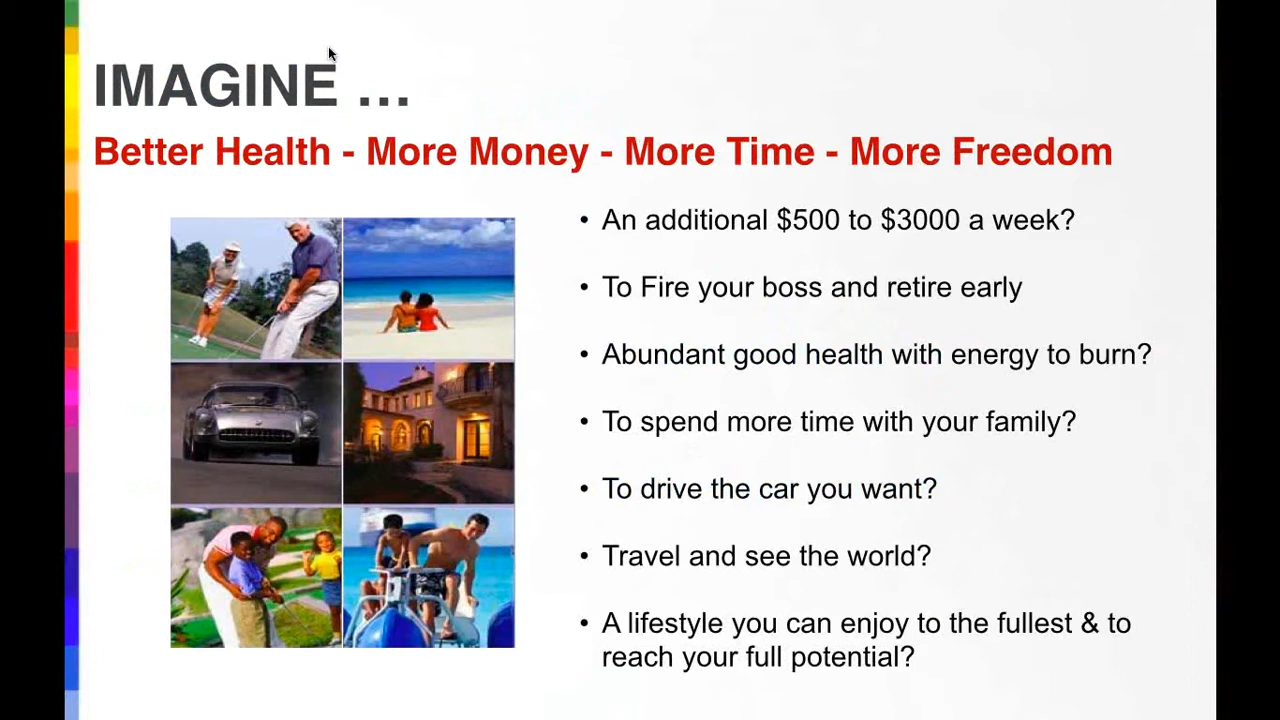 IMAGINE ...
Better Health - More Money - More Time - More Freedom
• An additional $500 to $3000 a week?
• To Fire your boss and retire early
• Abundant good health with energy to burn?
• To spend more time with your family?
• To drive the car you want?
• Travel and see the world?
• A lifestyle you can enjoy to the fullest & to
reach your full potential?